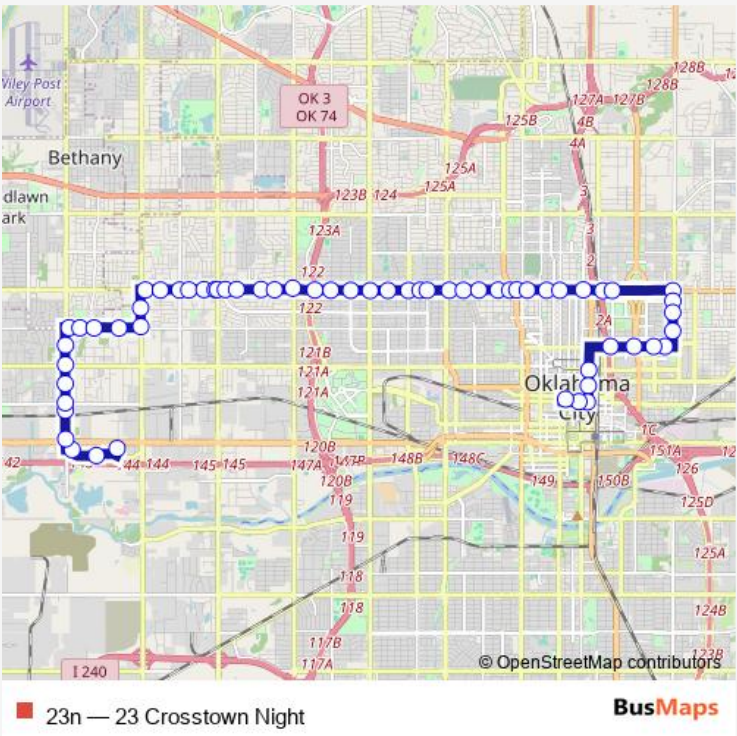 128B
128B
127A
127B
Wiley Post
Airport
OK 3
OK 74
125B
4B
4A
Bethany
125A
125A
3
123B
124
dlawn
ark
123A
3
2
122
122
2A
121B
121A
121A
Oklahoma
City
1C
120B
151A
12
42
144
144
145
145
147A
148B
148C
126
120B
149
150B
119
125D
119
125A
118
118
124B
117B
117A
123B
I 240
© OpenStreetMap contributors
23n — 23 Crosstown Night
BusMaps